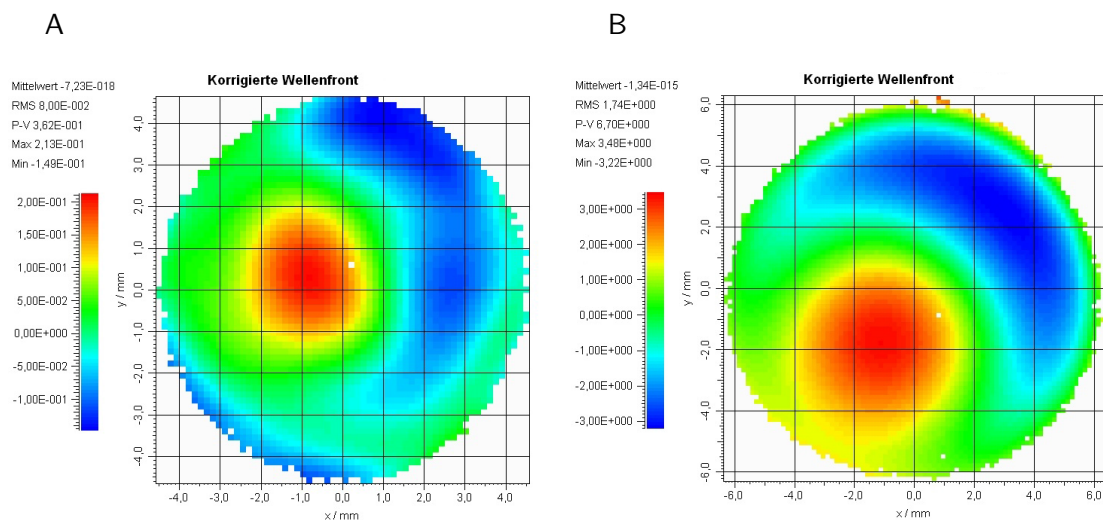 A
B
Korrigierte Wellenfront
Mittelwert -7,23E-018
RMS 8,00E-002
P-V 3,62E-001
Max 2,13E-001
Min -1,49E-001
2,00E-001
1,50E-001
1,00E-001
5,00E-002
0,00E+000
-5,00E-002
-1,00E-001
y / mm
4,0
3,0
2,0
1,0
0,0
-1,0
-2,0
-3,0
-4,0
-4,0 -3,0 -2,0 -1,0 0,0 1,0 2,0 3,0 4,0
x / mm
Korrigierte Wellenfront
Mittelwert -1,34E-015
RMS 1,74E+000
P-V 6,70E+000
Max 3,48E+000
Min -3,22E+000
3,00E+000
2,00E+000
1,00E+000
0,00E+000
-1,00E+000
-2,00E+000
-3,00E+000
y / mm
6,0
4,0
2,0
0,0
-2,0
-4,0
-6,0
-6,0 -4,0 -2,0 0,0 2,0 4,0 6,0
x / mm